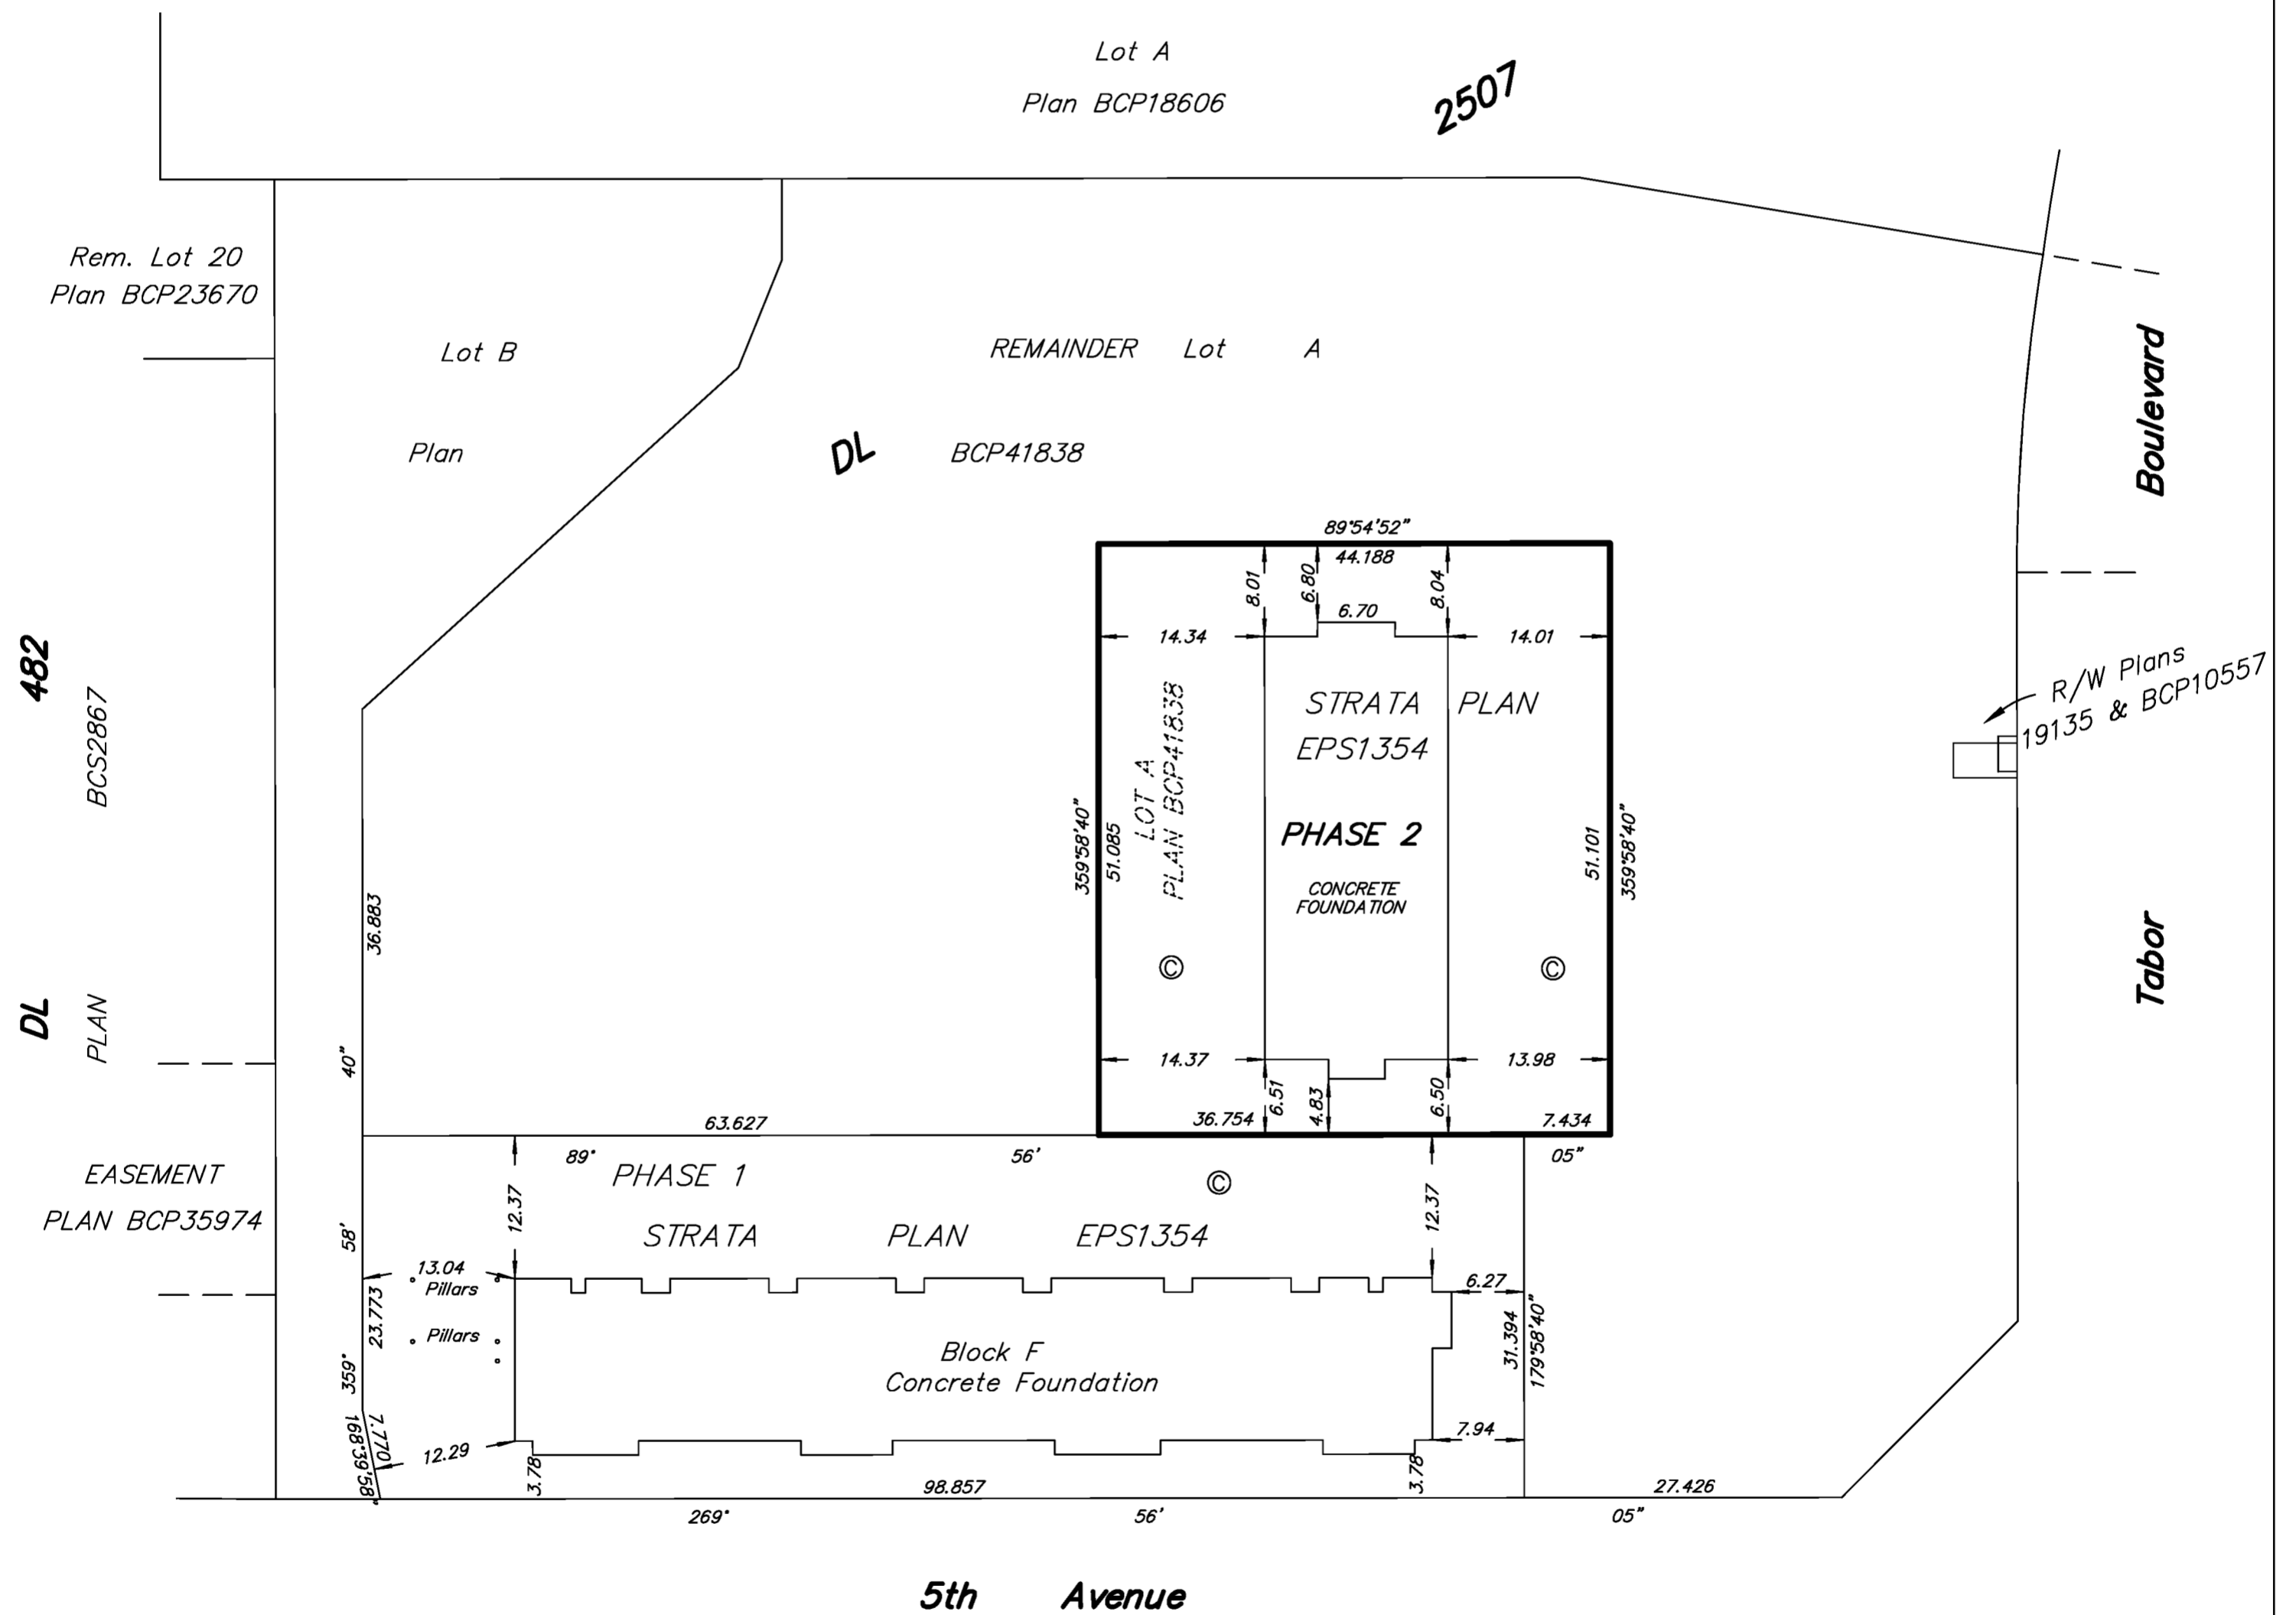 Lot A
Plan BCP18606
2507
Rem. Lot 20
Plan BCP23670
Lot B
REMAINDER Lot A
Plan
DL
BCP41838
Boulevard
89°54'52"
44.188
8.01
6.80
8.04
6.70
14.34
14.01
482
BCS2867
LOT A
PLAN BCP41838
STRATA PLAN
EPS1354
R/W Plans
19135 & BCP10557
PHASE 2
359°58'40"
51.085
51.101
359°58'40"
CONCRETE
FOUNDATION
36.883
Tabor
©
©
DL
PLAN
40"
14.37
13.98
6.51
4.83
6.50
63.627
36.754
7.434
89°
56'
05"
EASEMENT
PLAN BCP35974
PHASE 1
©
12.37
12.37
58'
STRATA PLAN EPS1354
13.04
Pillars
6.27
23.773
Pillars
31.394
179°58'40"
359°
Block F
Concrete Foundation
7.770
168°39'58"
12.29
7.94
3.78
3.78
98.857
27.426
269°
56'
05"
5th Avenue